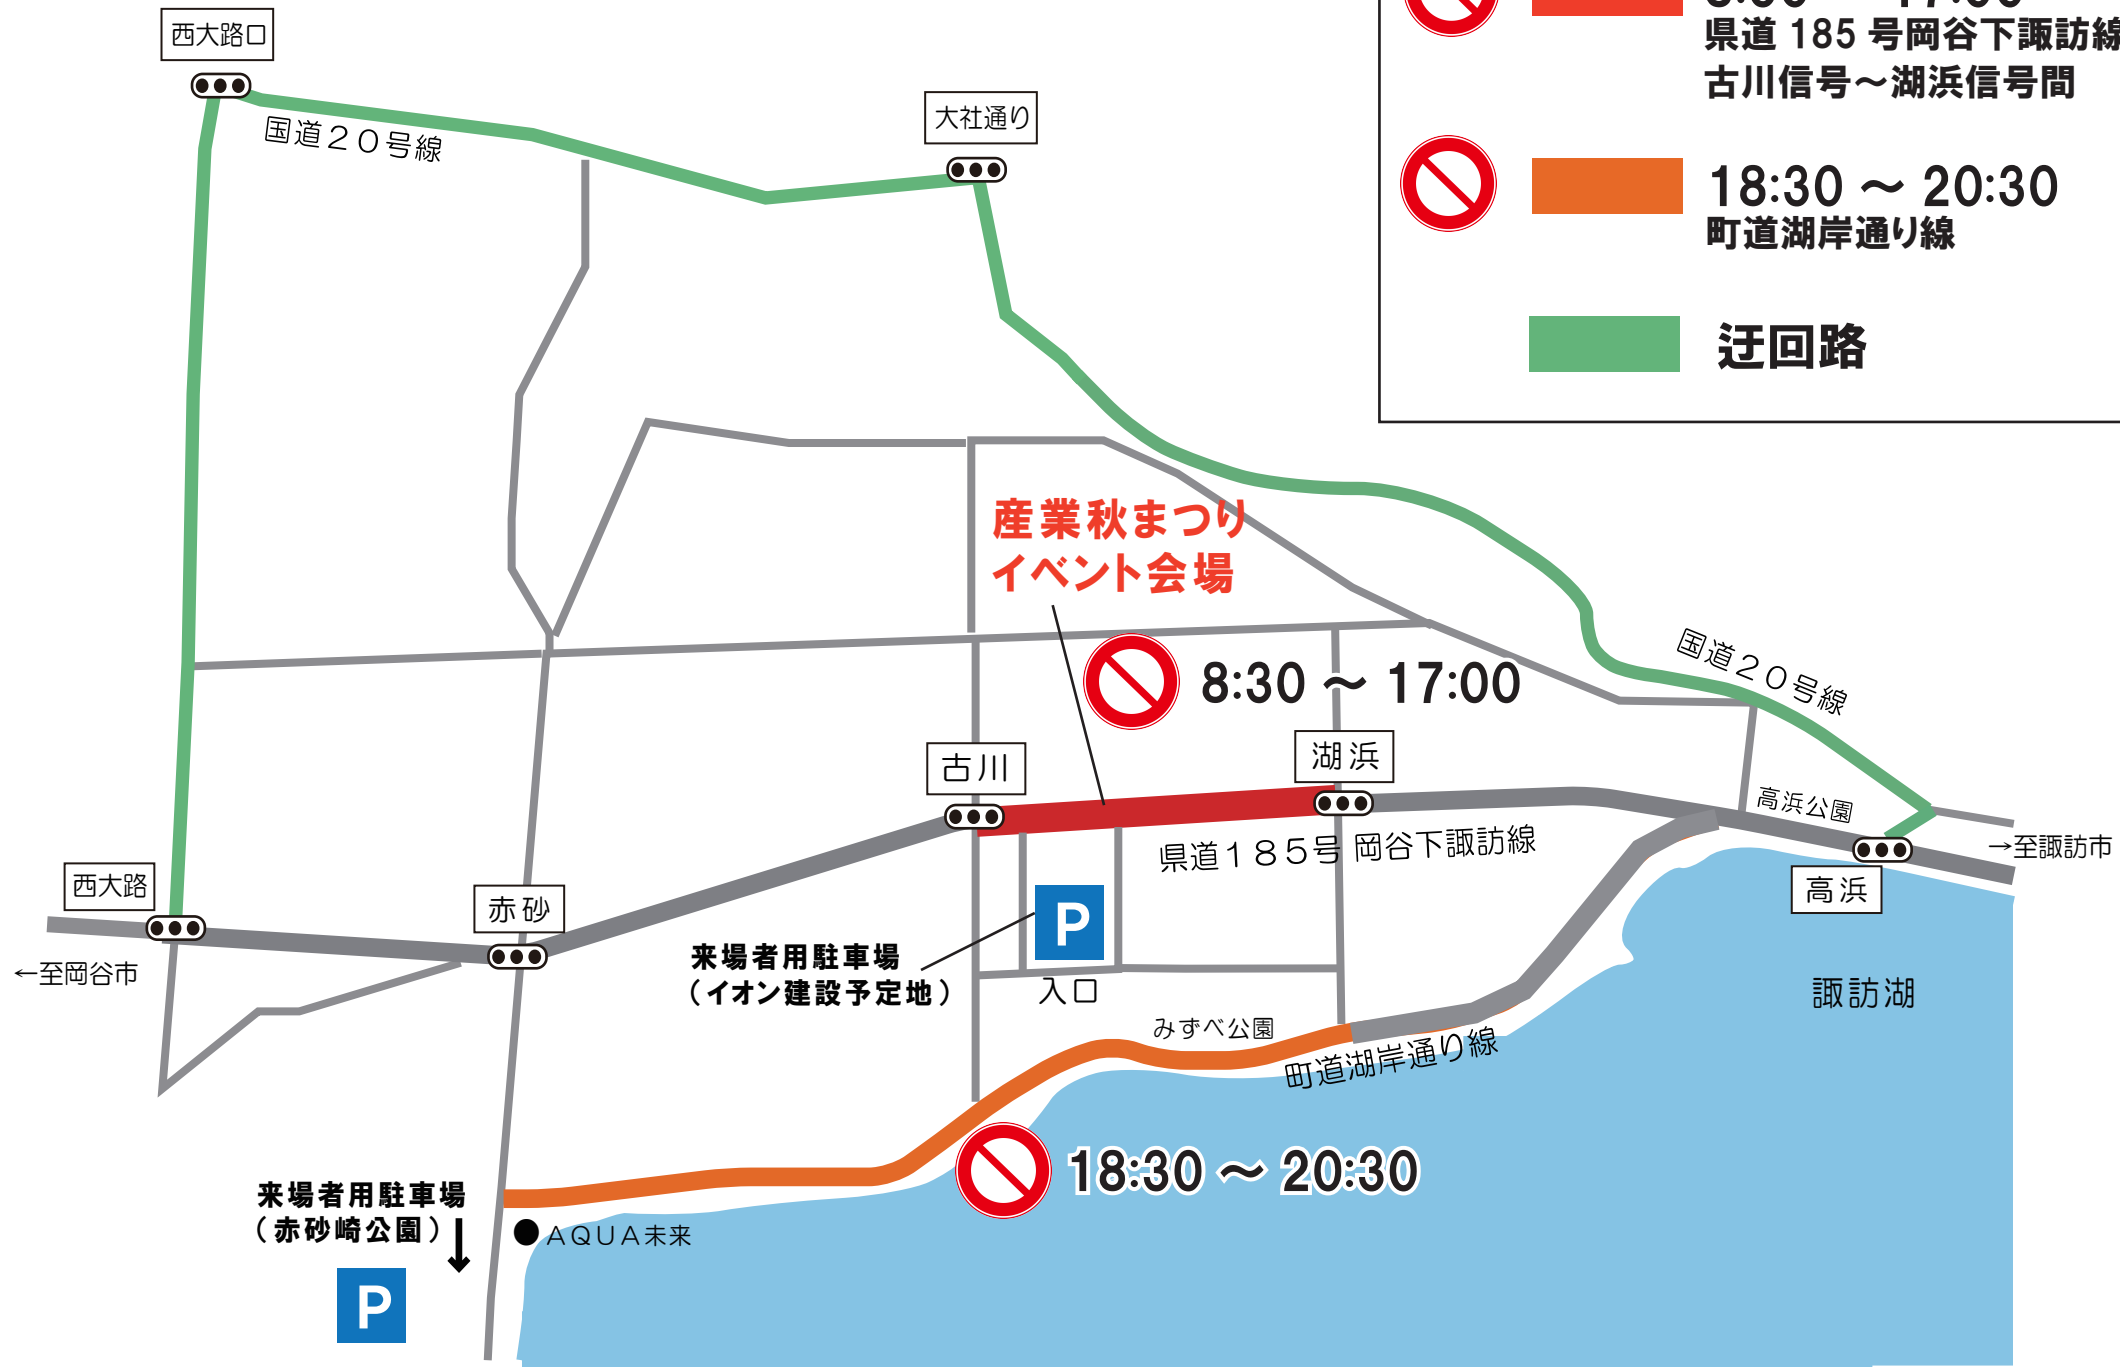 西大路口
国道２０号線
大社通り
8:30 ～ 17:00
県道 185 号岡谷下諏訪線
古川信号～湖浜信号間
18:30 ～ 20:30
町道湖岸通り線
迂回路
産業秋まつり
イベント会場
8:30 ～ 17:00
国道２０号線
古川
湖浜
高浜公園
→至諏訪市
県道１８５号 岡谷下諏訪線
西大路
赤砂
高浜
←至岡谷市
P
来場者用駐車場
（イオン建設予定地）
入口
諏訪湖
みずべ公園
町道湖岸通り線
18:30 ～ 20:30
来場者用駐車場
（赤砂崎公園）
ＡＱＵＡ未来
P